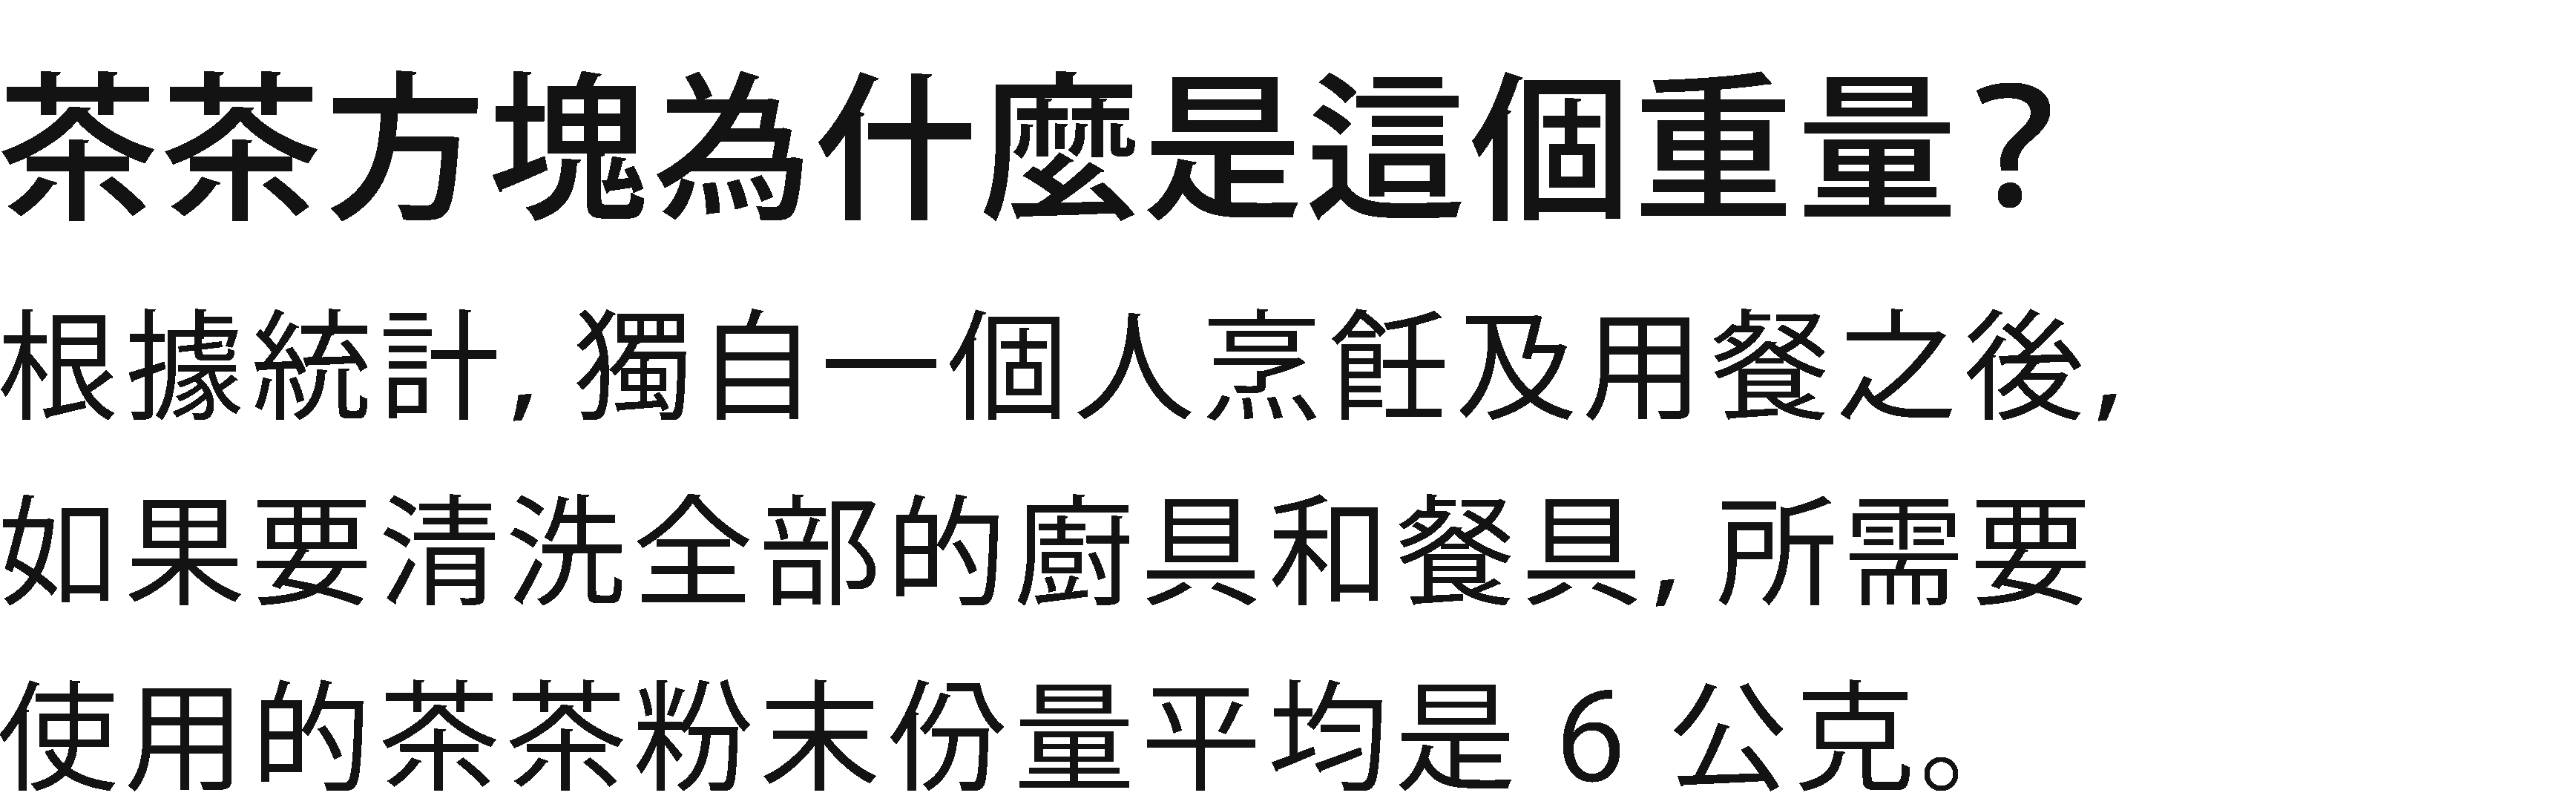 茶茶方塊為什麼是這個重量？
根據統計, 獨自一個人烹飪及用餐之後,
如果要清洗全部的廚具和餐具, 所需要
使用的茶茶粉末份量平均是 6 公克。